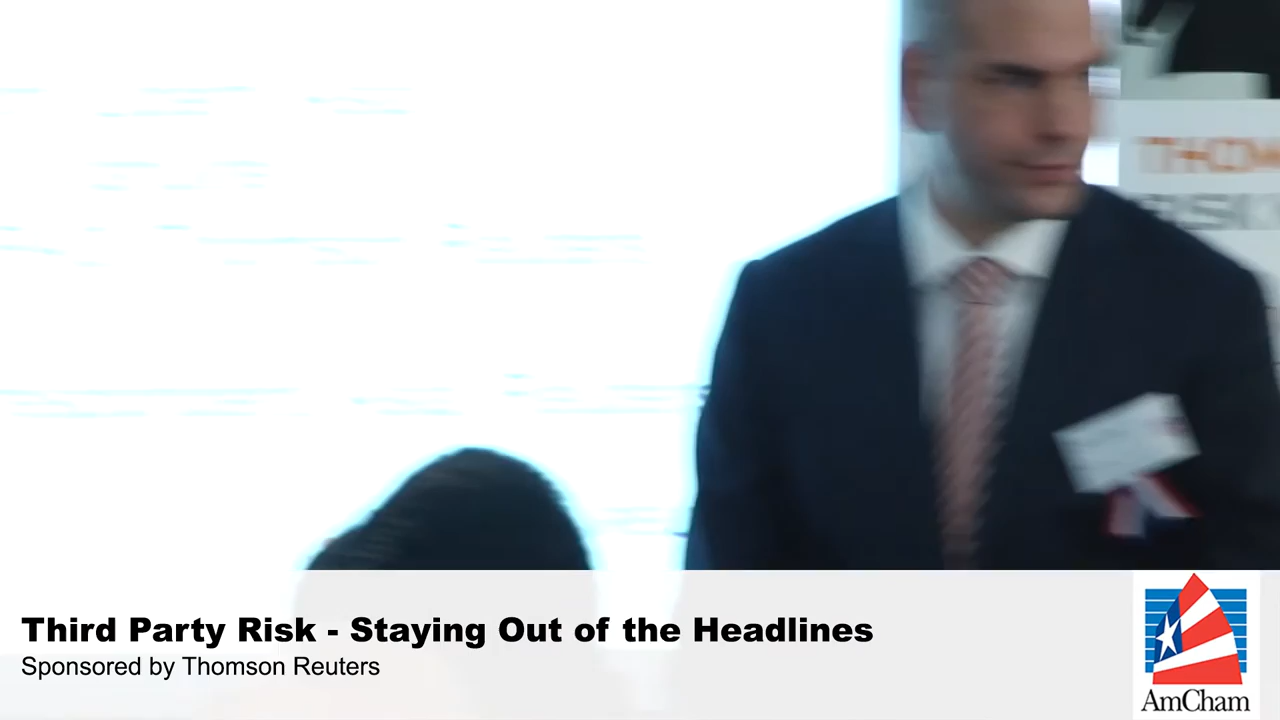 Third Party Risk - Staying Out of the Headlines
Sponsored by Thomson Reuters
AmCham